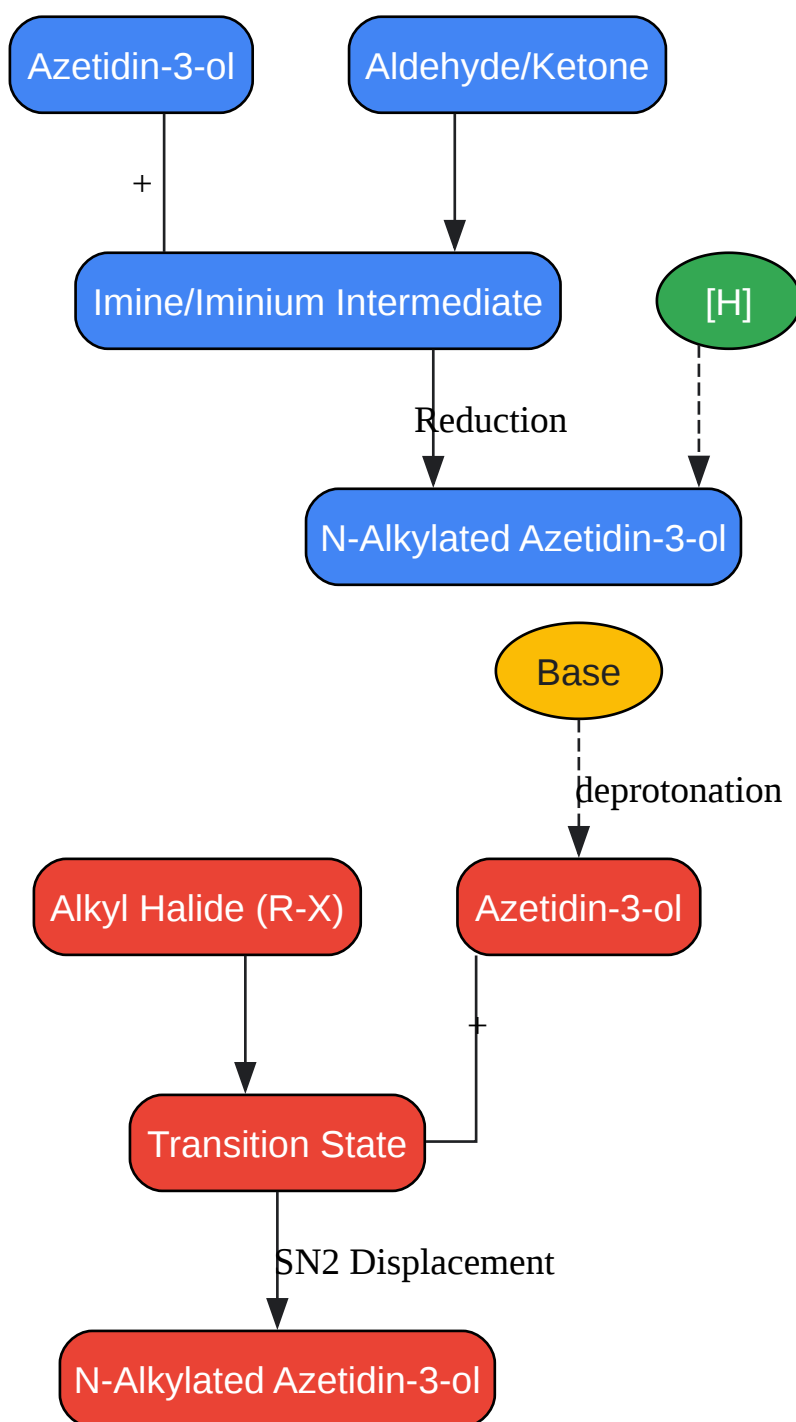 Azetidin-3-ol
Aldehyde/Ketone
+
Imine/Iminium Intermediate
[H]
Reduction
N-Alkylated Azetidin-3-ol
Base
deprotonation
Alkyl Halide (R-X)
Azetidin-3-ol
+
Transition State
SN2 Displacement
N-Alkylated Azetidin-3-ol